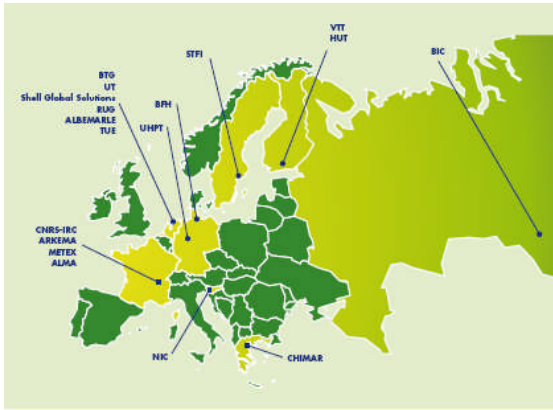 VTT
HUT
STFI
BIC
BTG
UT
Shell Global Solutions
RUG
ALBEMARLE
TUE
BFH
UHPT
CNRS-IRC
ARKEMA
METEX
ALMA
NIC
CHIMAR